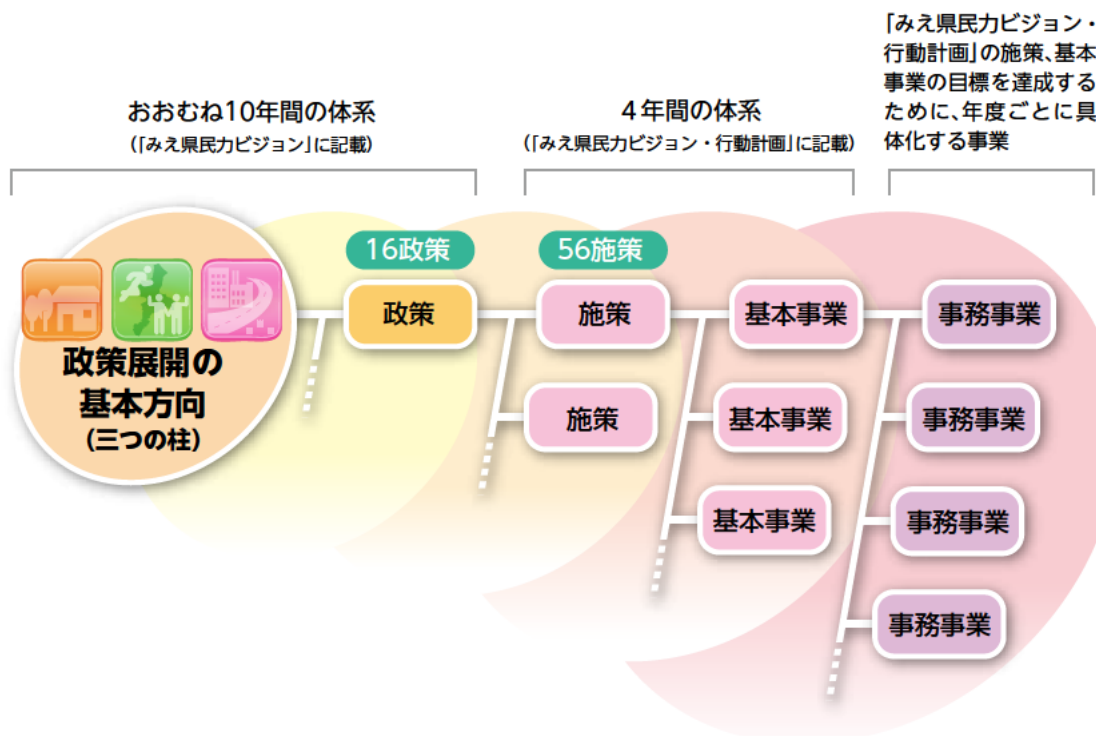 おおむね10年間の体系
(「みえ県民力ビジョン」に記載)
4年間の体系
(「みえ県民力ビジョン・行動計画」に記載)
「みえ県民力ビジョン・
行動計画」の施策、基本
事業の目標を達成する
ために、年度ごとに具
体化する事業
16政策
56施策
政策展開の
基本方向
(三つの柱)
政策
施策
基本事業
事務事業
施策
基本事業
事務事業
基本事業
事務事業
事務事業